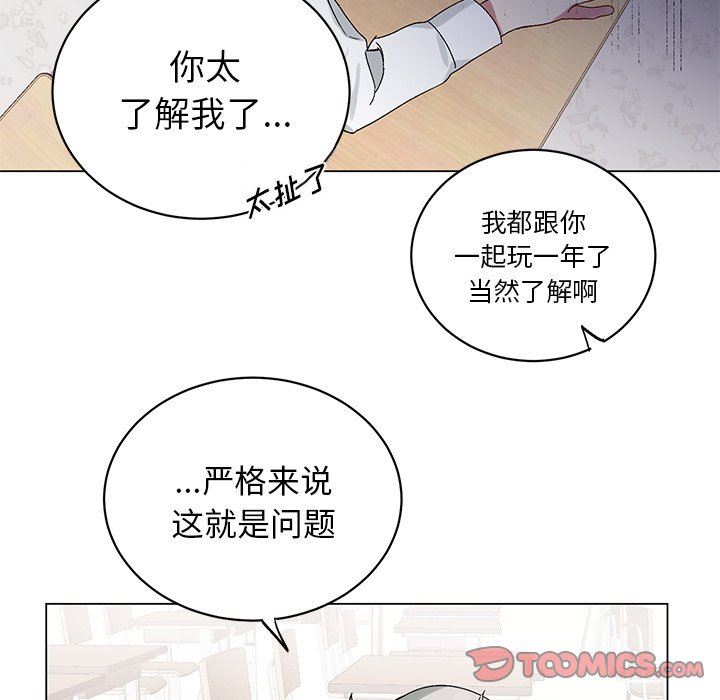 你太
了解我了...
太扯了
我都跟你
一起玩一年了
当然了解啊
...严格来说
这就是问题
TOOMICS.com